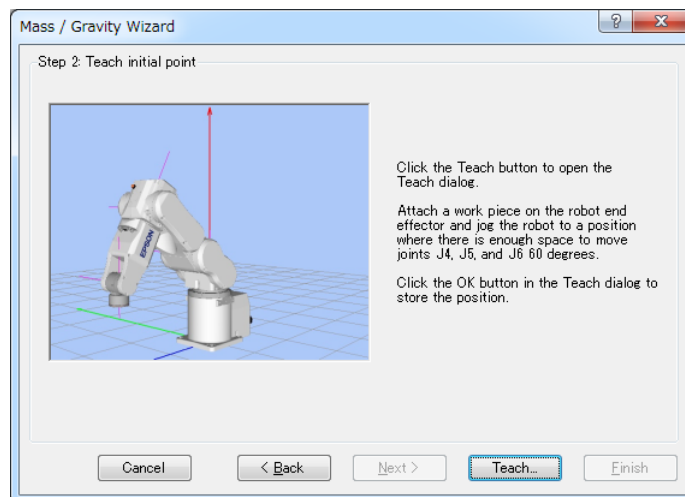 Mass / Gravity Wizard
Step 2: Teach initial point
EPSON
Click the Teach button to open the
Teach dialog.
Attach a work piece on the robot end
effector and jog the robot to a position
where there is enough space to move
joints J4, J5, and J6 60 degrees.
Click the OK button in the Teach dialog to
store the position.
Cancel
< Back
Next >
Teach...
Finish